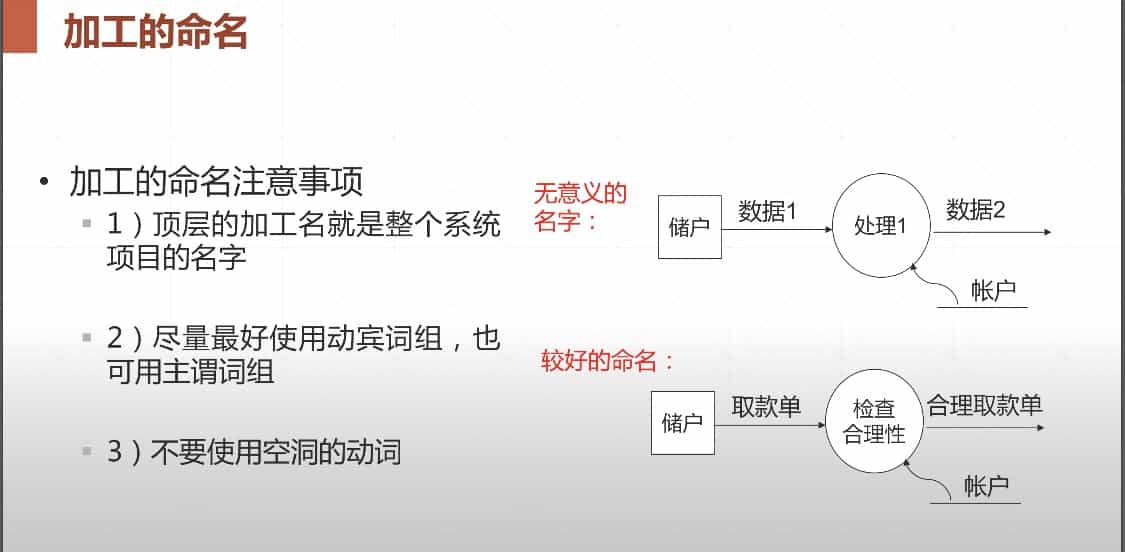 加工的命名
• 加工的命名注意事项
1）顶层的加工名就是整个系统
项目的名字
2）尽量最好使用动宾词组，也
可用主谓词组
3）不要使用空洞的动词
无意义的
名字：
储户
数据1
处理1
数据2
帐户
较好的命名：
储户
取款单
检查
合理性
合理取款单
帐户